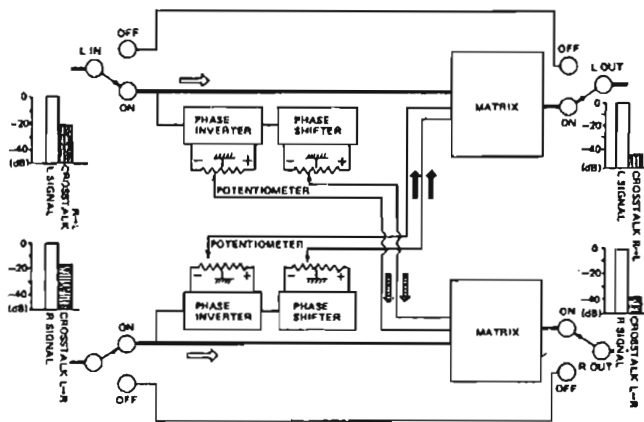 L IN
OFF
ON
OFF
L OUT
ON
MATRIX
PHASE
INVERTER
PHASE
SHIFTER
−
+
−
+
POTENTIOMETER
0
−20
−40
(dB)
L SIGNAL
CROSSTALK
R→L
0
−20
−40
(dB)
L SIGNAL
CROSSTALK R→L
POTENTIOMETER
−
+
−
+
PHASE
INVERTER
PHASE
SHIFTER
MATRIX
0
−20
−40
(dB)
R SIGNAL
CROSSTALK L→R
0
−20
−40
(dB)
R SIGNAL
CROSSTALK L→R
ON
OFF
ON
R OUT
OFF